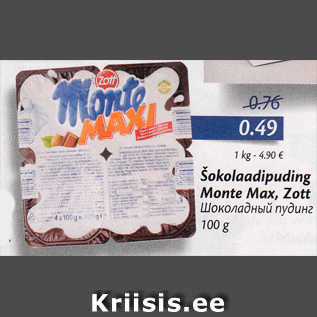 Zott
Monte
MAXI
4 x 100 g = 400 g e
0.76
0.49
1 kg - 4.90 €
Šokolaadipuding
Monte Max, Zott
Шоколадный пудинг
100 g
Kriisis.ee